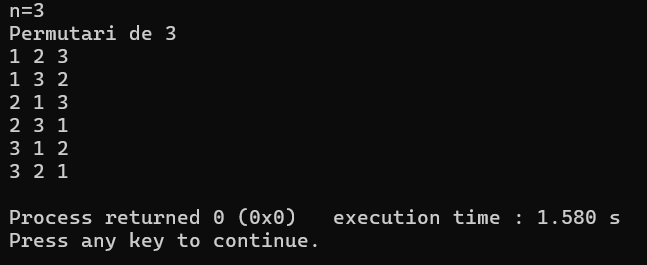 n=3
Permutari de 3
1 2 3
1 3 2
2 1 3
2 3 1
3 1 2
3 2 1

Process returned 0 (0x0)   execution time : 1.580 s
Press any key to continue.